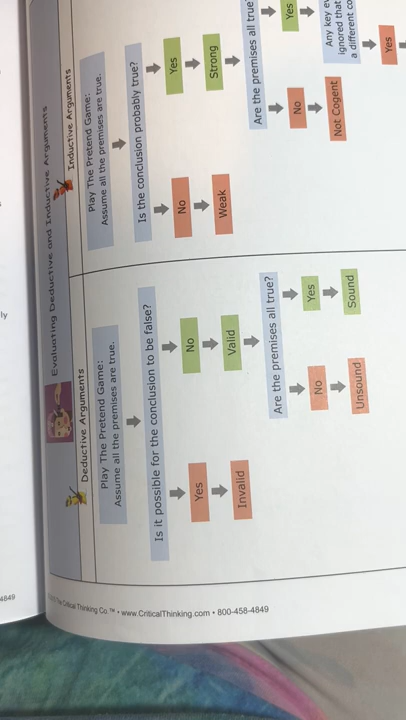 Evaluating Deductive and Inductive Arguments
Deductive Arguments
Play The Pretend Game:
Assume all the premises are true.
Is it possible for the conclusion to be false?
Yes
No
Invalid
Valid
Are the premises all true?
No
Yes
Unsound
Sound
Inductive Arguments
Play The Pretend Game:
Assume all the premises are true.
Is the conclusion probably true?
No
Yes
Weak
Strong
Are the premises all true
No
Yes
Not Cogent
Any key
ignored that
a different
Yes
The Critical Thinking Co.™ • www.CriticalThinking.com • 800-458-4849
4849
ly